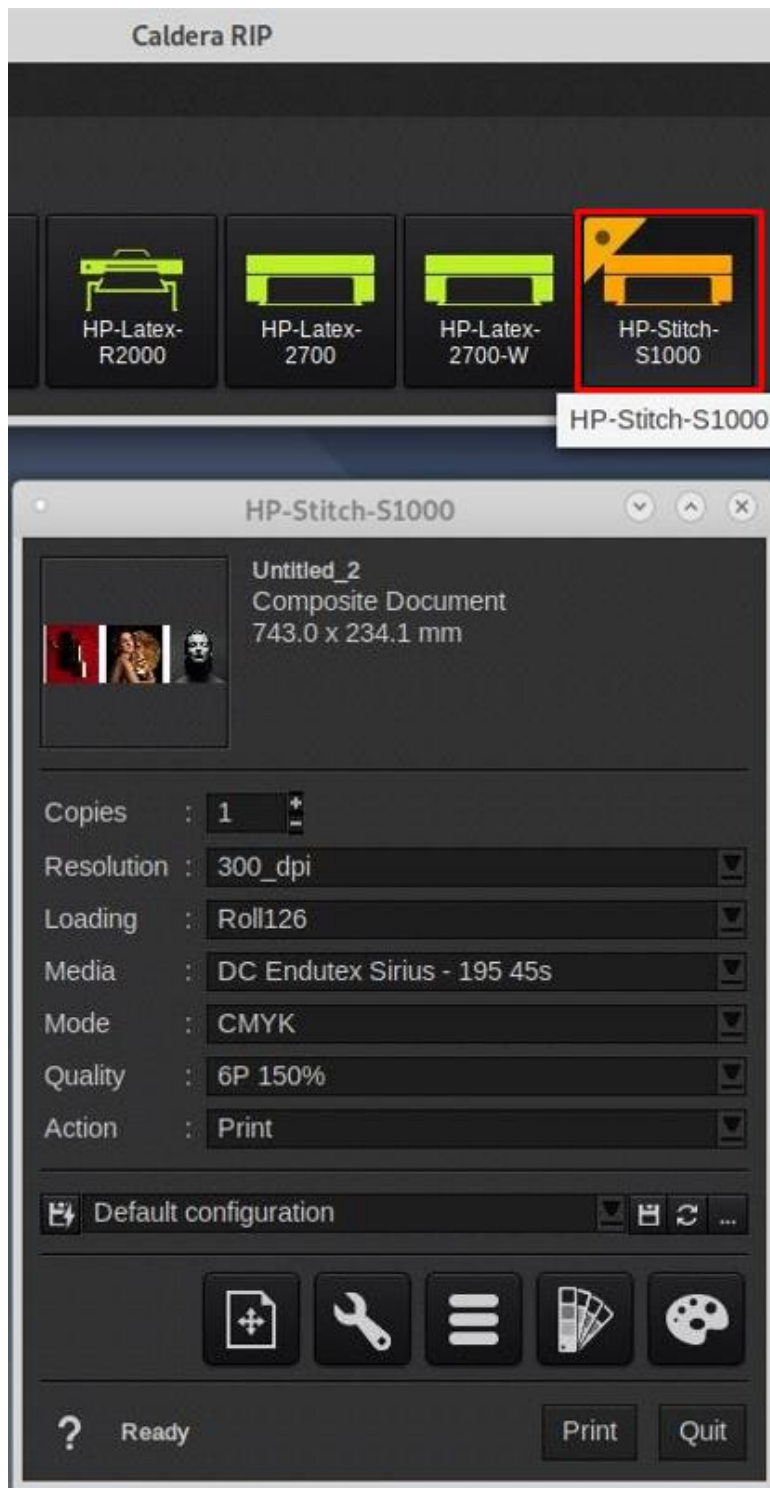 Caldera RIP
HP-Latex-
R2000
HP-Latex-
2700
HP-Latex-
2700-W
HP-Stitch-
S1000
HP-Stitch-S1000
HP-Stitch-S1000
Untitled_2
Composite Document
743.0 x 234.1 mm
Copies : 1
Resolution : 300_dpi
Loading : Roll126
Media : DC Endutex Sirius - 195 45s
Mode : CMYK
Quality : 6P 150%
Action : Print
Default configuration ...
? Ready Print Quit